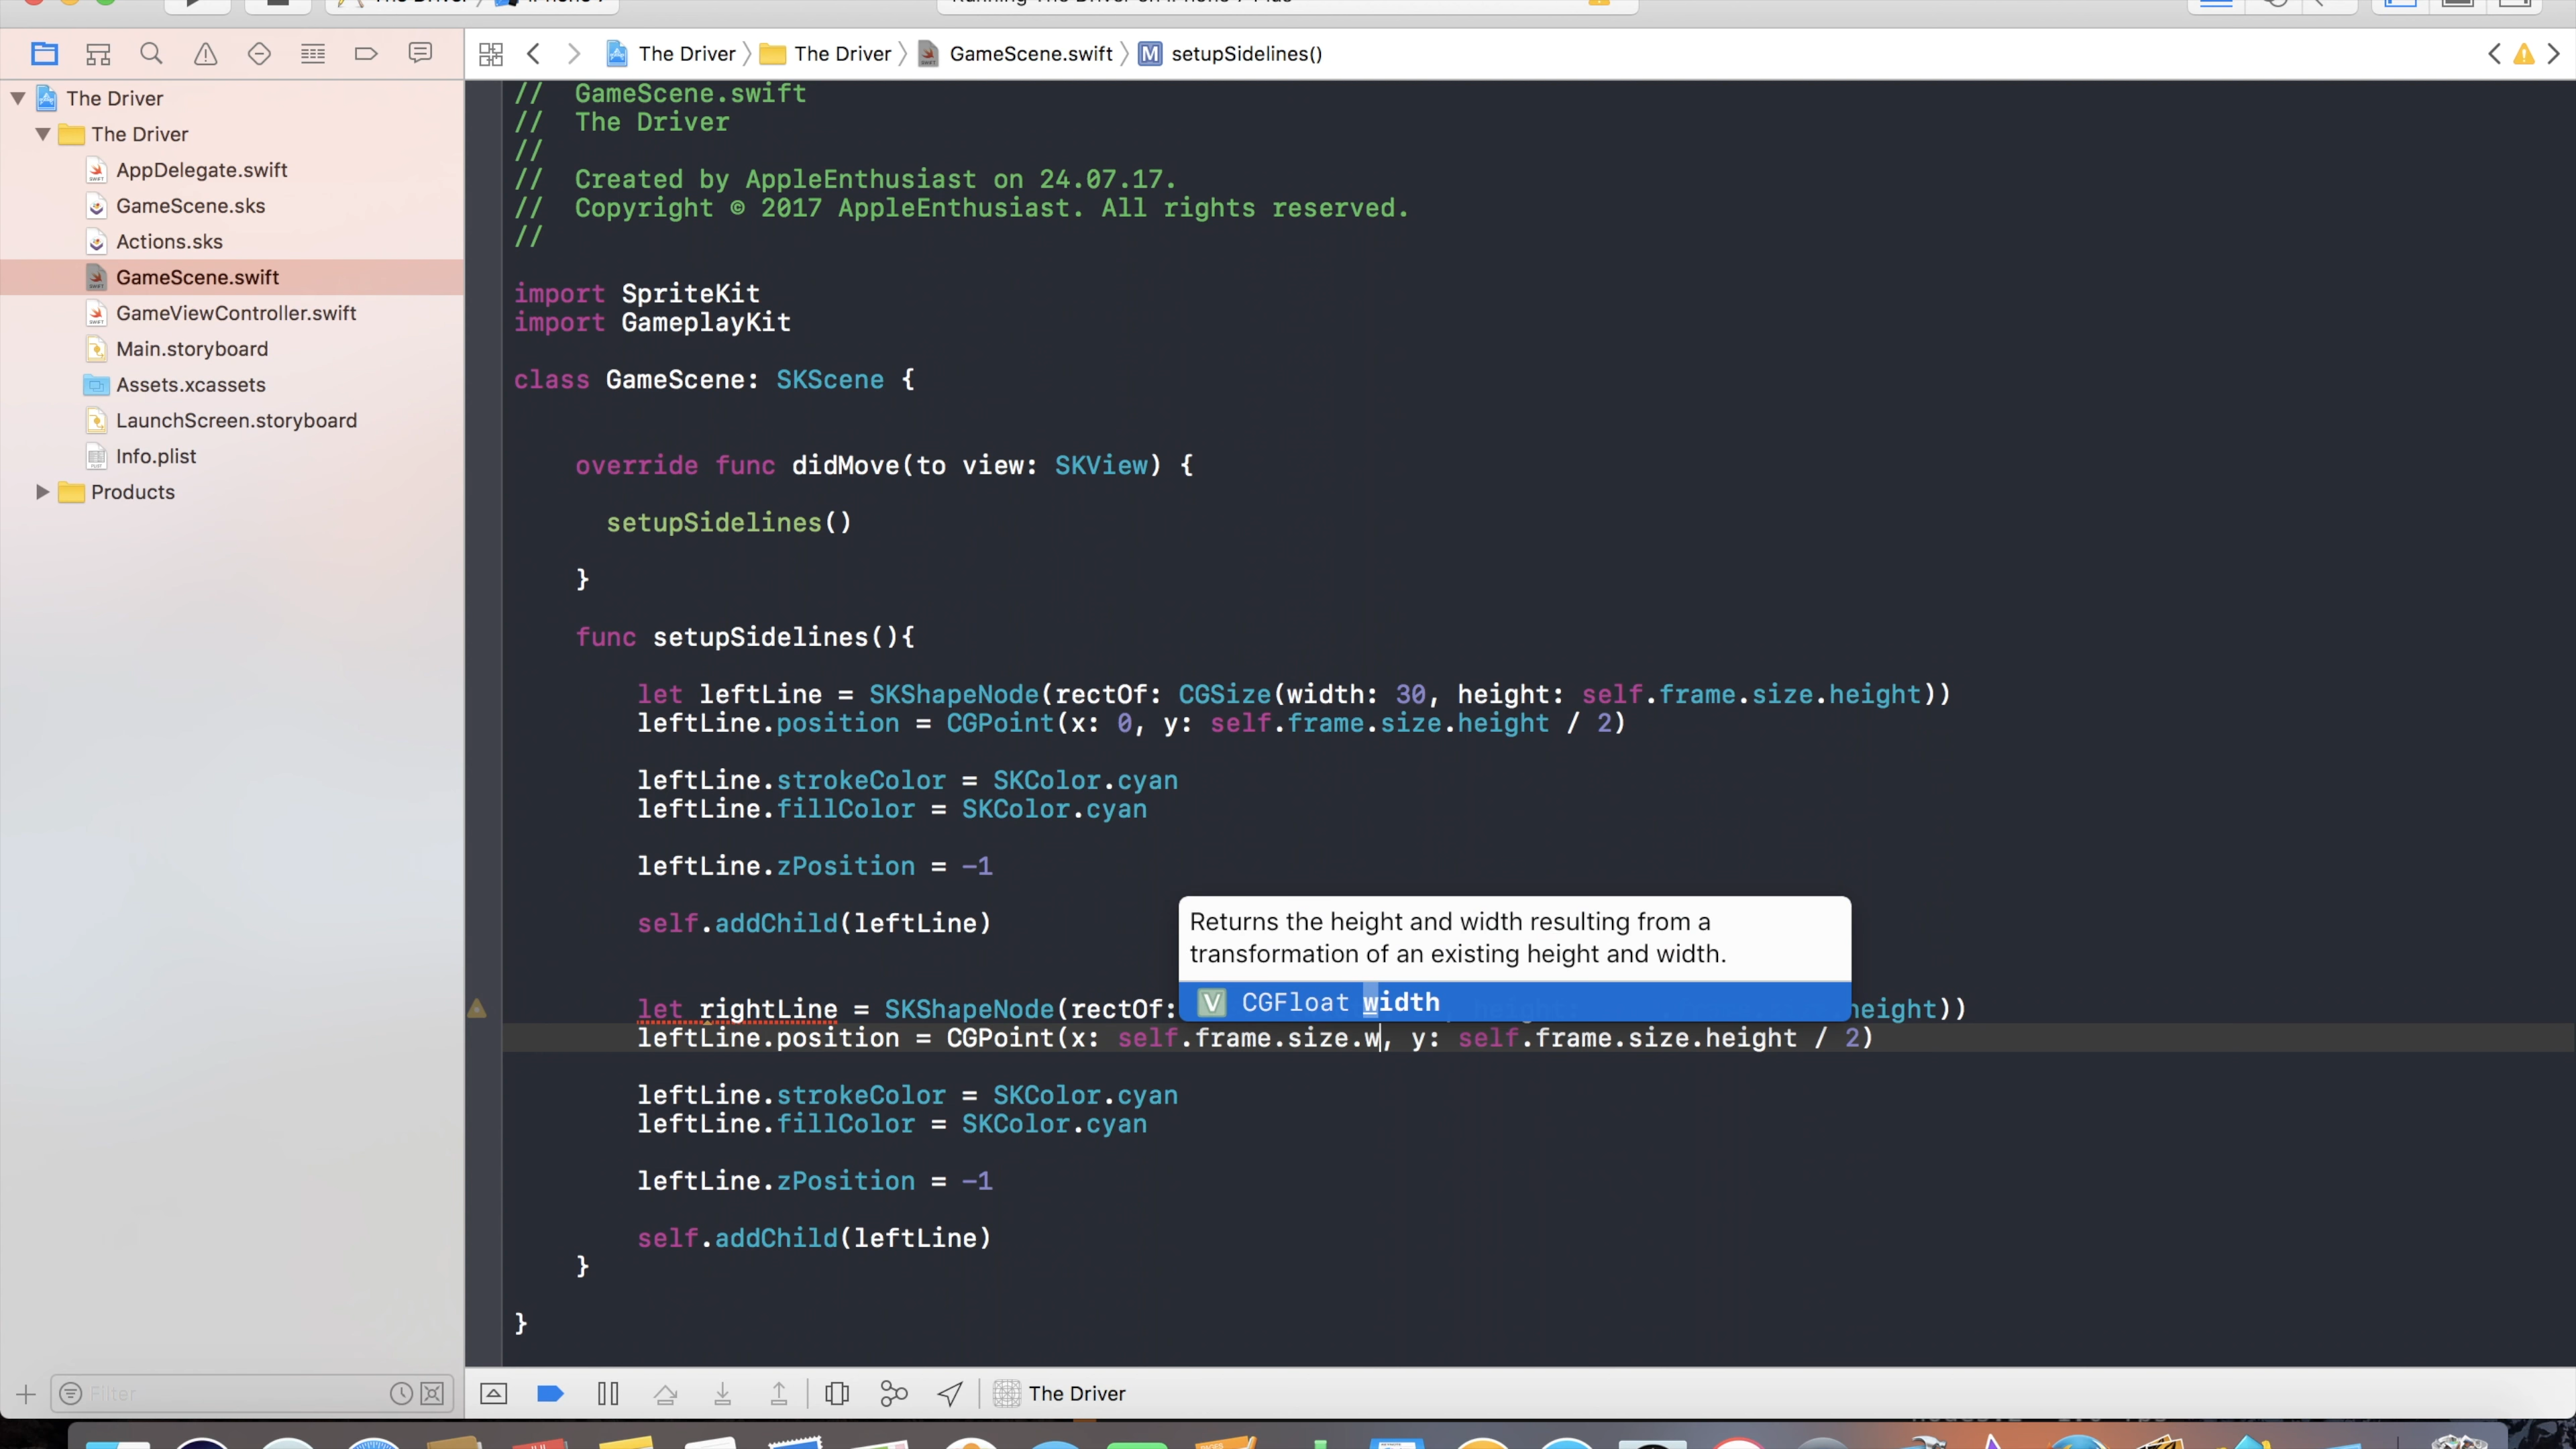 The Driver
The Driver
GameScene.swift
setupSidelines()
The Driver
The Driver
AppDelegate.swift
GameScene.sks
Actions.sks
GameScene.swift
GameViewController.swift
Main.storyboard
Assets.xcassets
LaunchScreen.storyboard
Info.plist
Products
// GameScene.swift
// The Driver
//
// Created by AppleEnthusiast on 24.07.17.
// Copyright © 2017 AppleEnthusiast. All rights reserved.
//
import SpriteKit
import GameplayKit
class GameScene: SKScene {
override func didMove(to view: SKView) {
setupSidelines()
}
func setupSidelines(){
let leftLine = SKShapeNode(rectOf: CGSize(width: 30, height: self.frame.size.height))
leftLine.position = CGPoint(x: 0, y: self.frame.size.height / 2)
leftLine.strokeColor = SKColor.cyan
leftLine.fillColor = SKColor.cyan
leftLine.zPosition = -1
self.addChild(leftLine)
Returns the height and width resulting from a
transformation of an existing height and width.
V CGFloat width
let rightLine = SKShapeNode(rectOf: height))
leftLine.position = CGPoint(x: self.frame.size.w, y: self.frame.size.height / 2)
leftLine.strokeColor = SKColor.cyan
leftLine.fillColor = SKColor.cyan
leftLine.zPosition = -1
self.addChild(leftLine)
}
}
Filter
The Driver